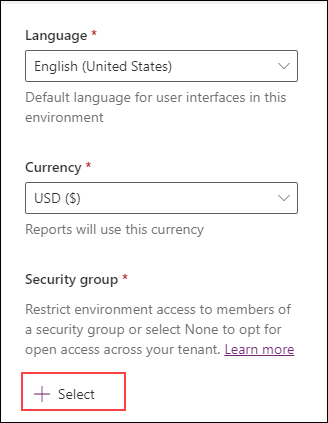 Language *
English (United States)
Default language for user interfaces in this
environment
Currency *
USD ($)
Reports will use this currency
Security group *
Restrict environment access to members of
a security group or select None to opt for
open access across your tenant. Learn more
+ Select